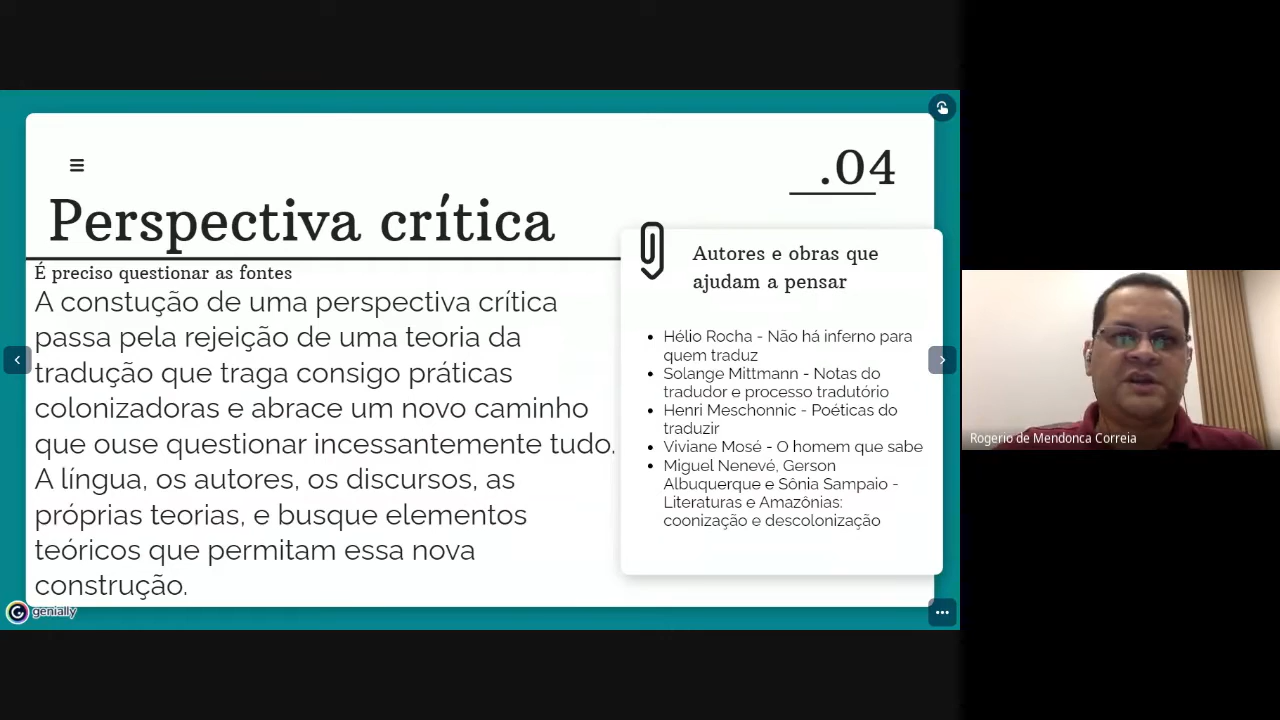 .04
Perspectiva crítica
É preciso questionar as fontes
A constução de uma perspectiva crítica
passa pela rejeição de uma teoria da
tradução que traga consigo práticas
colonizadoras e abrace um novo caminho
que ouse questionar incessantemente tudo.
A língua, os autores, os discursos, as
próprias teorias, e busque elementos
teóricos que permitam essa nova
construção.
Autores e obras que
ajudam a pensar
Hélio Rocha - Não há inferno para
quem traduz
Solange Mittmann - Notas do
tradudor e processo tradutório
Henri Meschonnic - Poéticas do
traduzir
Viviane Mosé - O homem que sabe
Miguel Nenevé, Gerson
Albuquerque e Sônia Sampaio -
Literaturas e Amazônias:
coonização e descolonização
genially
Rogerio de Mendonca Correia